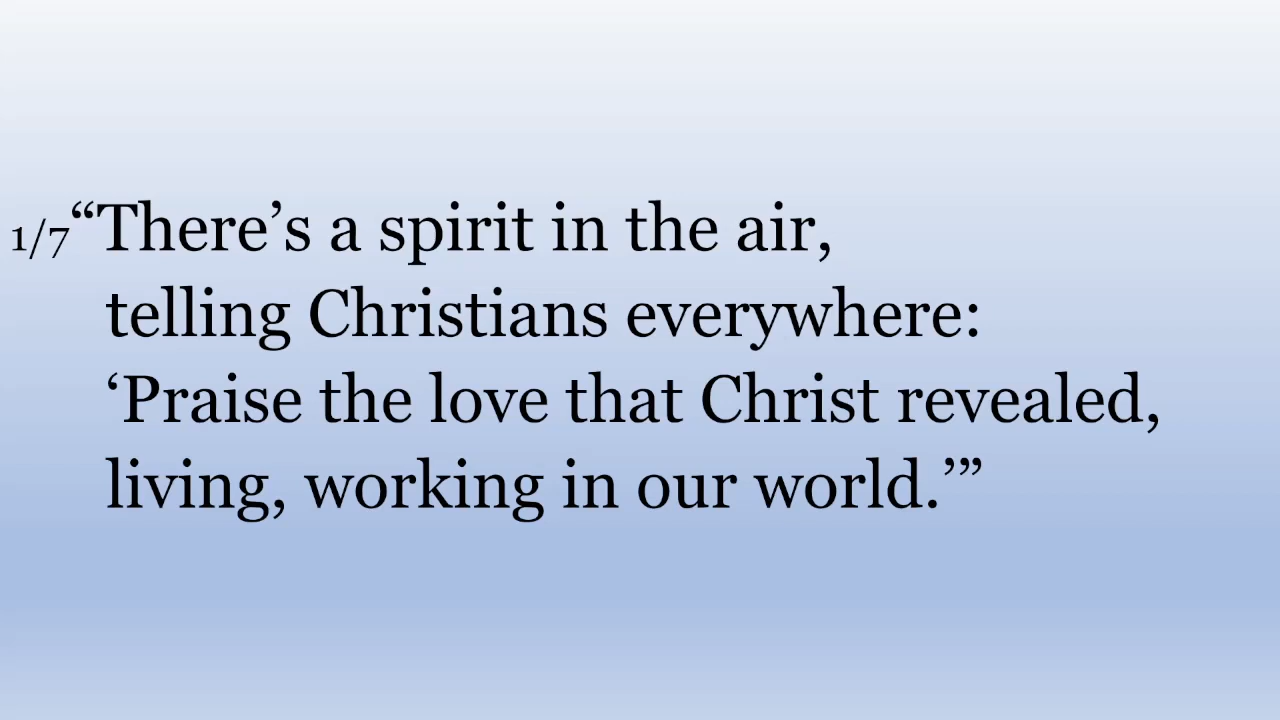 1/7“There’s a spirit in the air,
telling Christians everywhere:
‘Praise the love that Christ revealed,
living, working in our world.’”